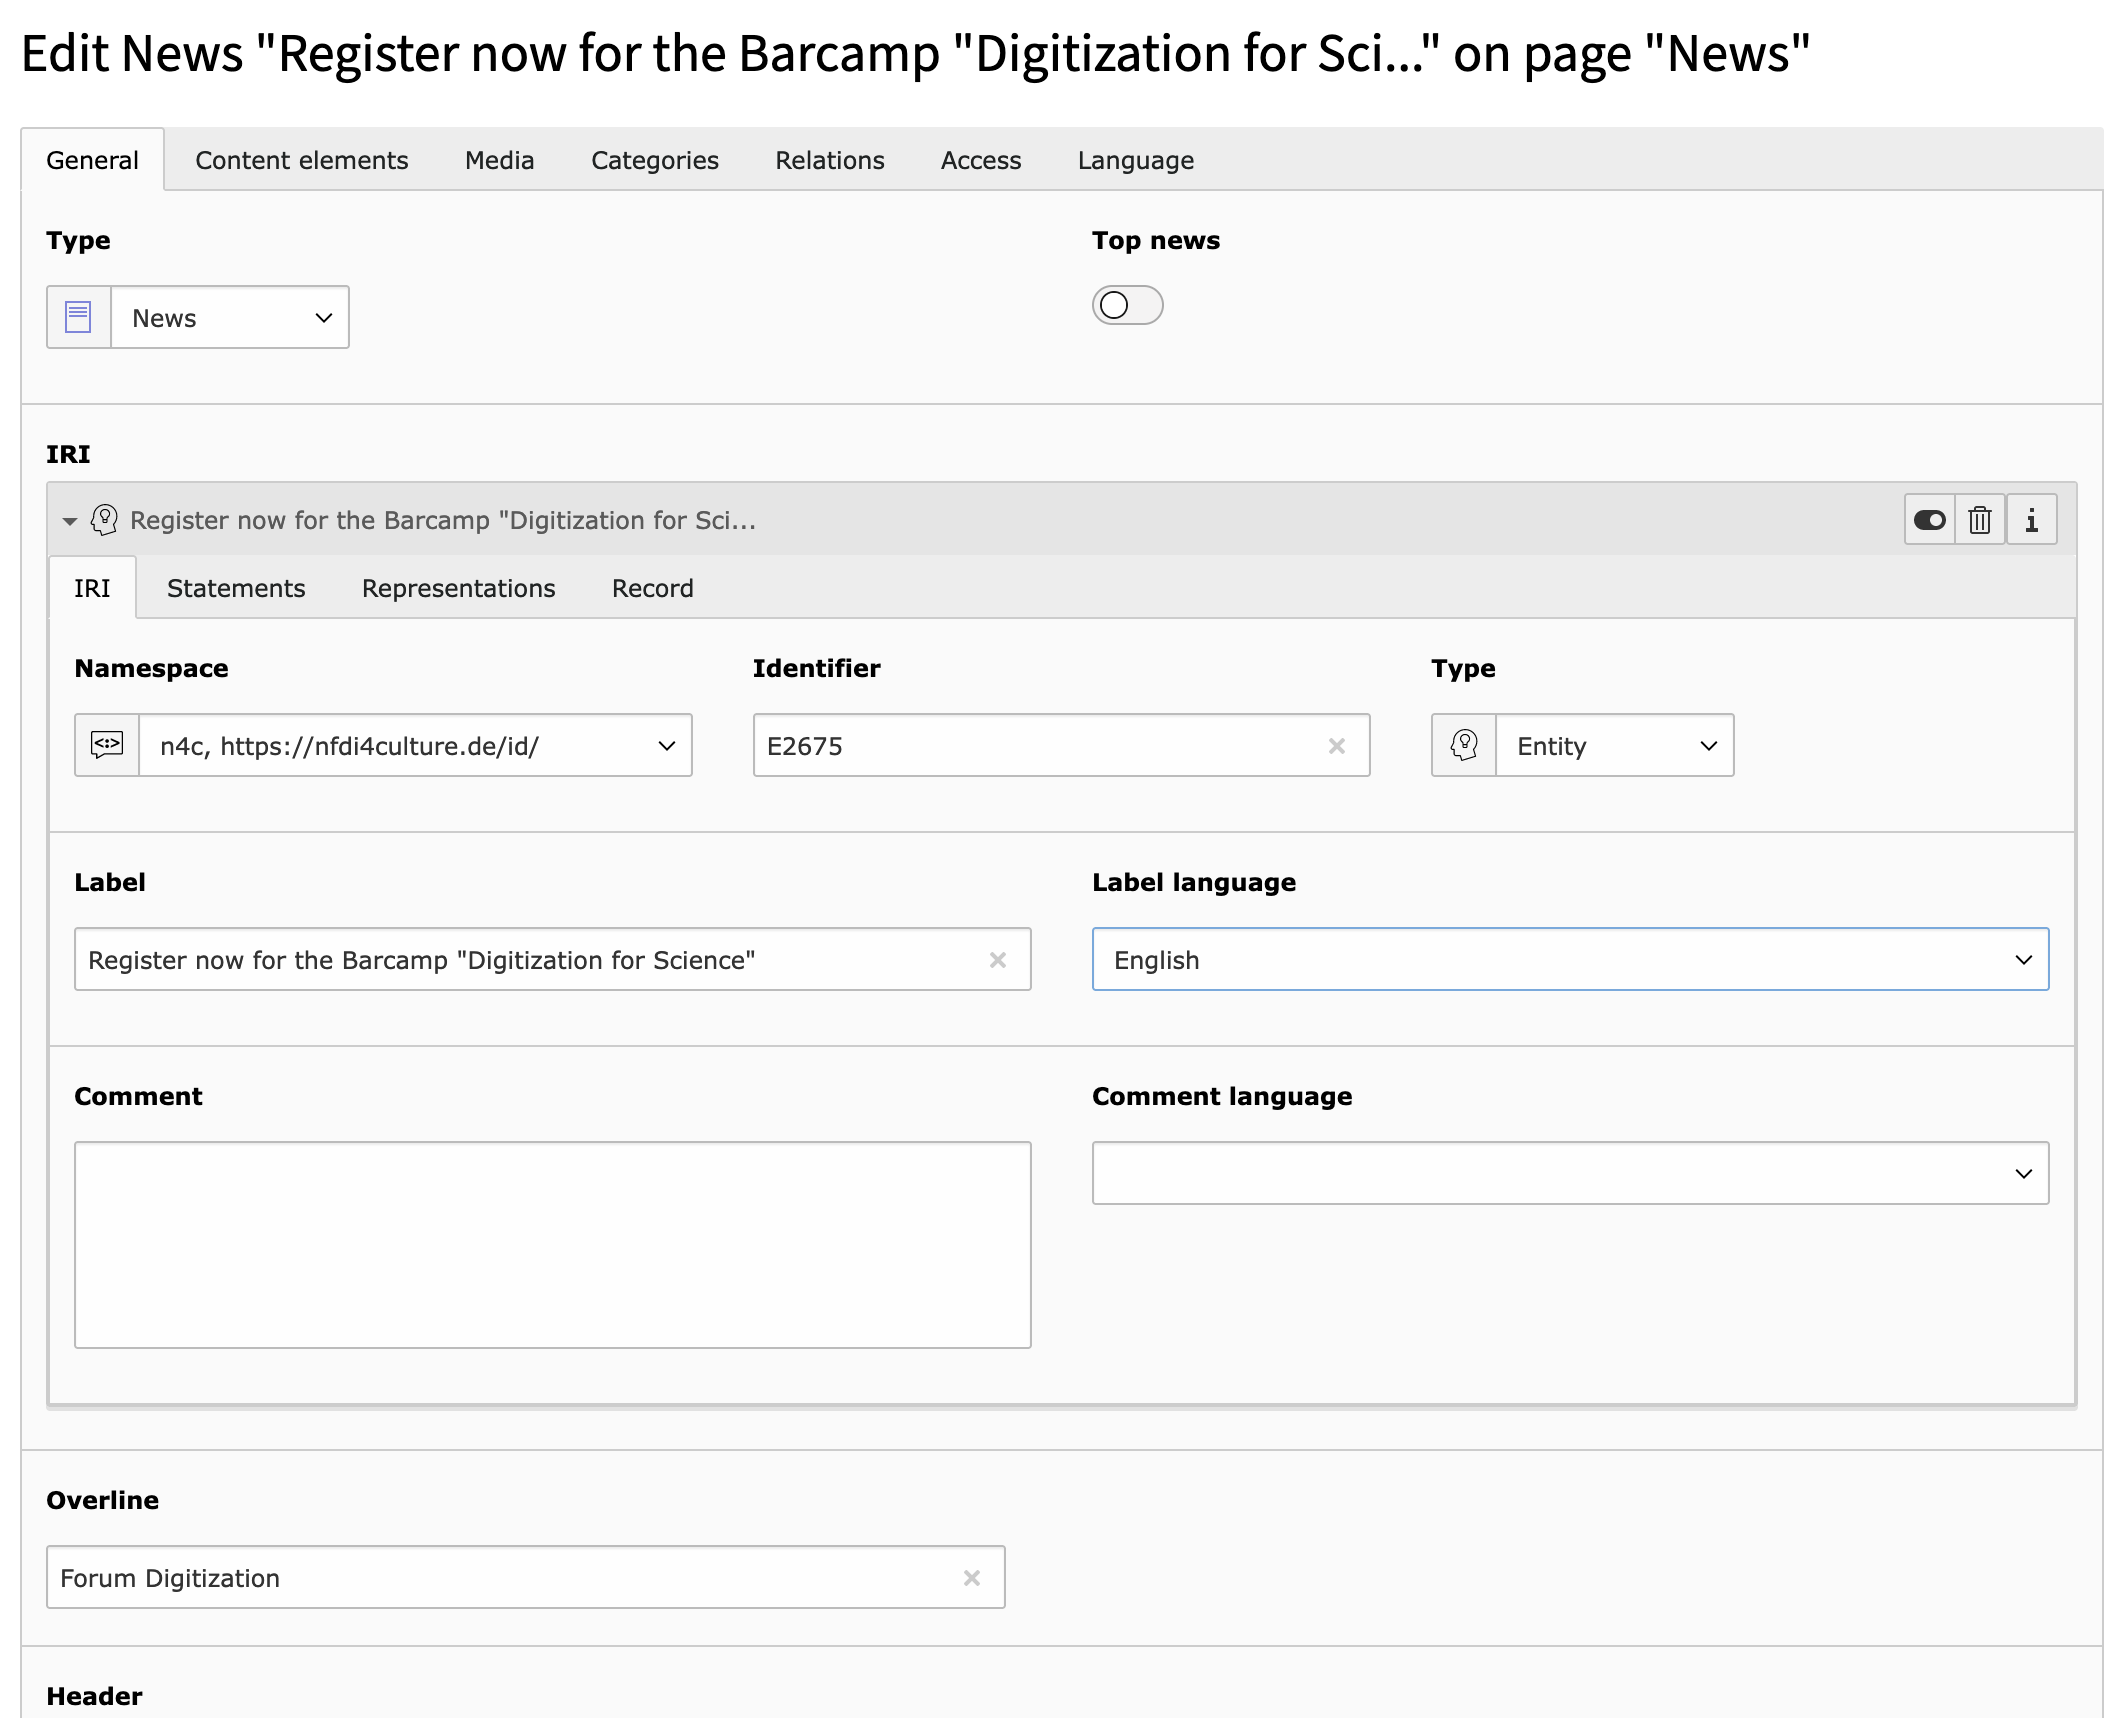 Edit News "Register now for the Barcamp "Digitization for Sci..." on page "News"
General Content elements Media Categories Relations Access Language
Type Top news
News
IRI
Register now for the Barcamp "Digitization for Sci...
IRI Statements Representations Record
Namespace Identifier Type
n4c, https://nfdi4culture.de/id/ E2675 Entity
Label Label language
Register now for the Barcamp "Digitization for Science" English
Comment Comment language
Overline
Forum Digitization
Header